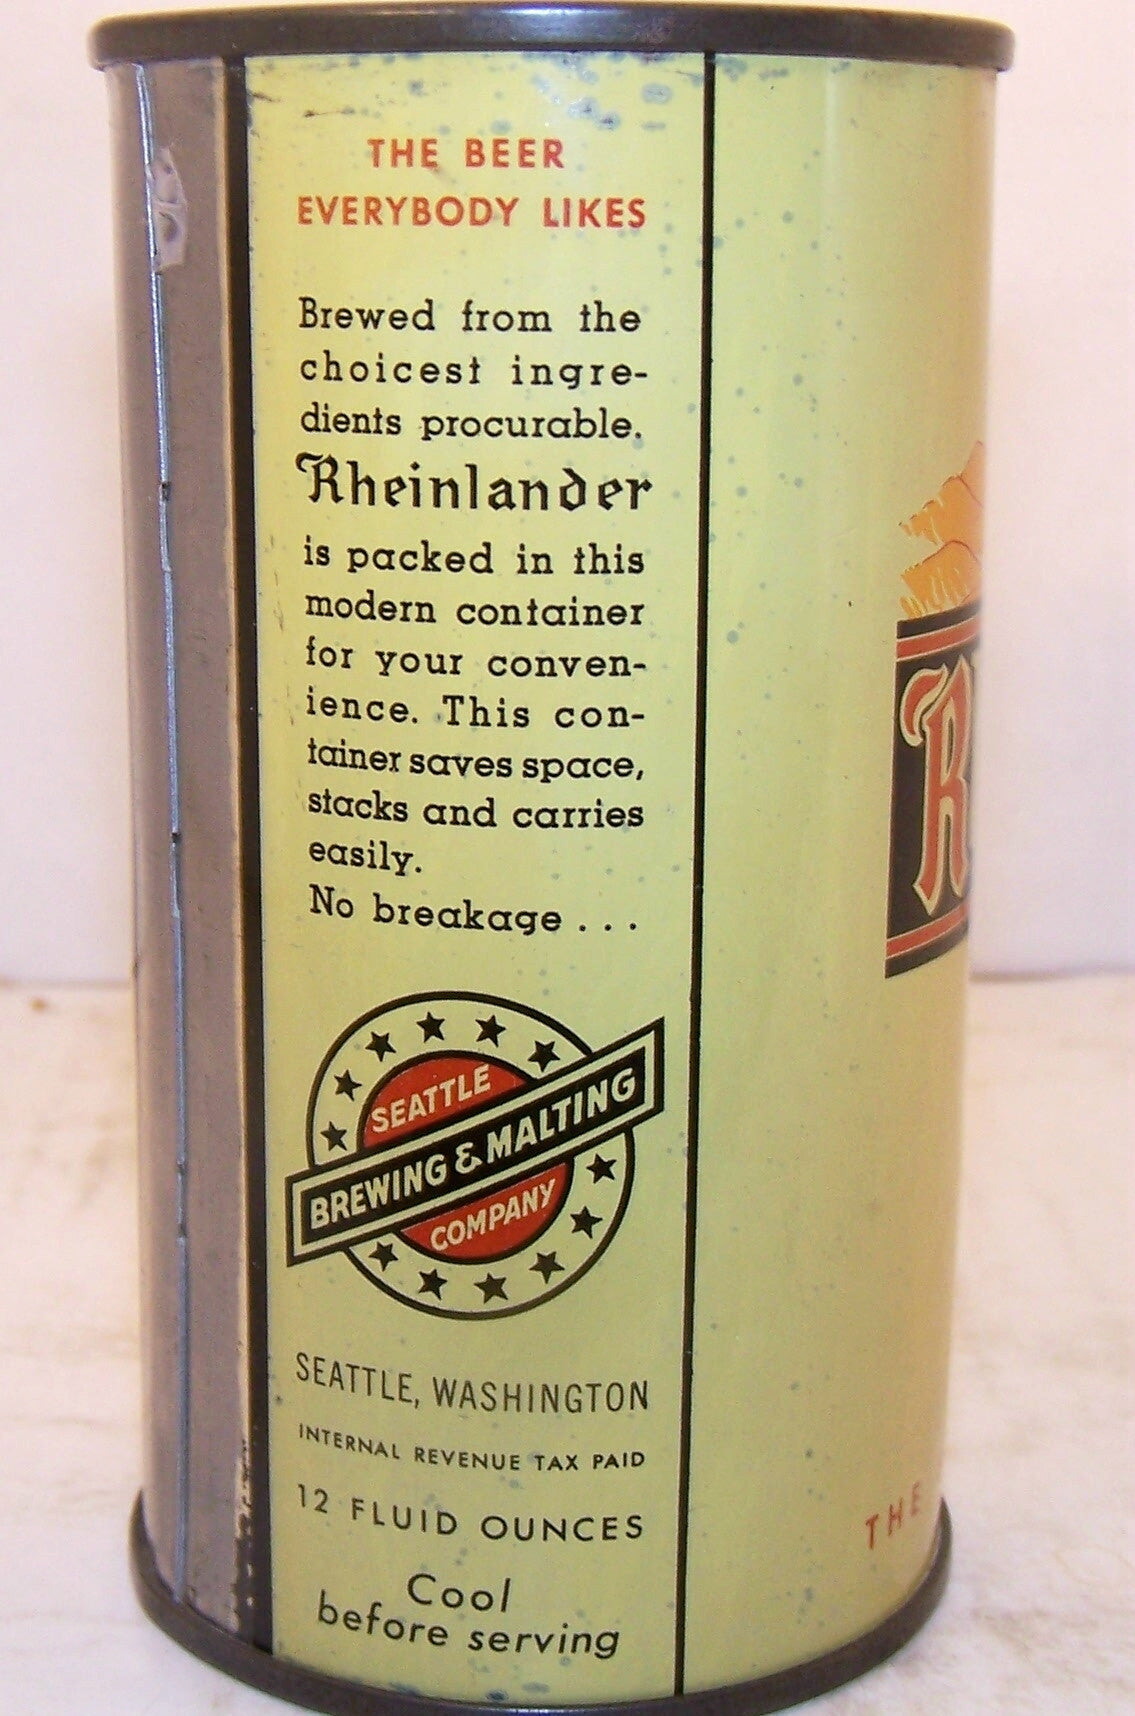 THE BEER
EVERYBODY LIKES
Brewed from the
choicest ingre-
dients procurable.
Rheinlander
is packed in this
modern container
for your conven-
ience. This con-
tainer saves space,
stacks and carries
easily.
No breakage . . .
SEATTLE
BREWING & MALTING
COMPANY
SEATTLE, WASHINGTON
INTERNAL REVENUE TAX PAID
12 FLUID OUNCES
Cool
before serving
R
THE